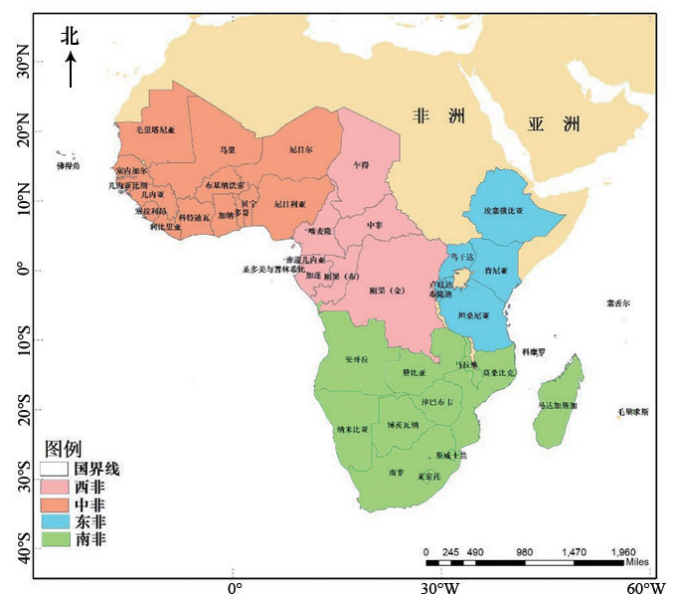 北
30°N
20°N
10°N
0°
10°S
20°S
30°S
40°S
0°
30°W
60°W
非 洲
亚 洲
毛里塔尼亚
马里
尼日尔
乍得
佛得角
塞内加尔
几内亚比绍
几内亚
布基纳法索
贝宁
多哥
尼日利亚
塞拉利昂
利比里亚
科特迪瓦
加纳
中非
喀麦隆
埃塞俄比亚
赤道几内亚
圣多美与普林希比
加蓬
刚果（布）
刚果（金）
乌干达
肯尼亚
卢旺达
布隆迪
坦桑尼亚
塞舌尔
科摩罗
安哥拉
赞比亚
马拉维
莫桑比克
津巴布韦
马达加斯加
毛里求斯
纳米比亚
博茨瓦纳
斯威士兰
南非
莱索托
图例
国界线
西非
中非
东非
南非
0 245 490 980 1,470 1,960
Miles